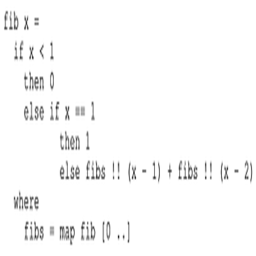 fib x =
  if x < 1
    then 0
    else if x == 1
           then 1
           else fibs !! (x - 1) + fibs !! (x - 2)
  where
    fibs = map fib [0 ..]